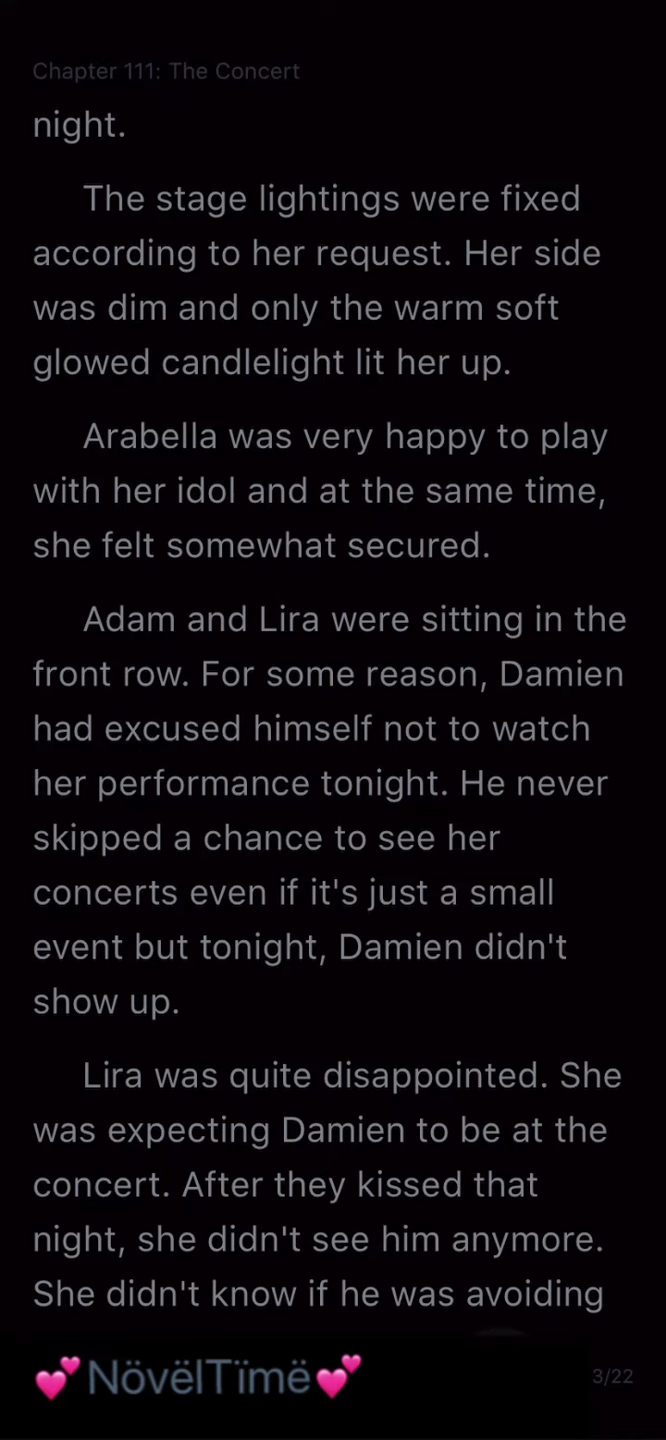 Chapter 111: The Concert
night.
The stage lightings were fixed
according to her request. Her side
was dim and only the warm soft
glowed candlelight lit her up.
Arabella was very happy to play
with her idol and at the same time,
she felt somewhat secured.
Adam and Lira were sitting in the
front row. For some reason, Damien
had excused himself not to watch
her performance tonight. He never
skipped a chance to see her
concerts even if it's just a small
event but tonight, Damien didn't
show up.
Lira was quite disappointed. She
was expecting Damien to be at the
concert. After they kissed that
night, she didn't see him anymore.
She didn't know if he was avoiding
💕NövëlTïmë💕
3/22